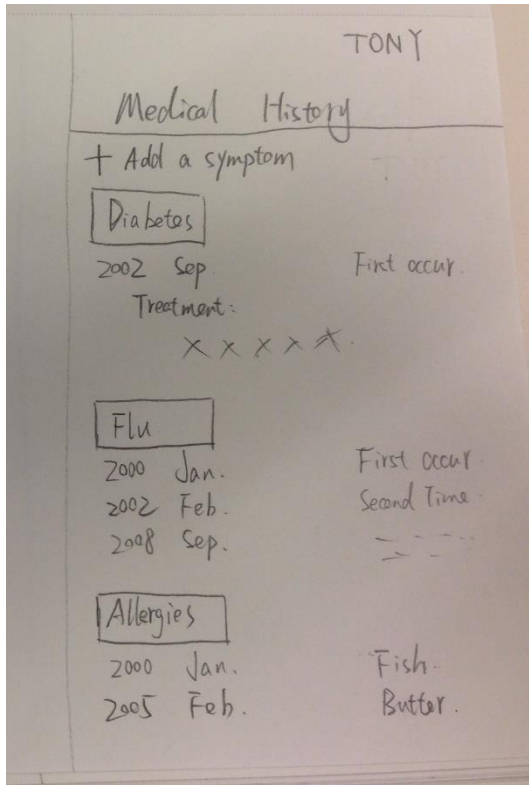 TONY
Medical History
+ Add a symptom
Diabetes
2002 Sep. First occur.
Treatment:
X X X X X.
Flu
2000 Jan. First occur.
2002 Feb. Second Time.
2008 Sep.
Allergies
2000 Jan. Fish.
2005 Feb. Butter.